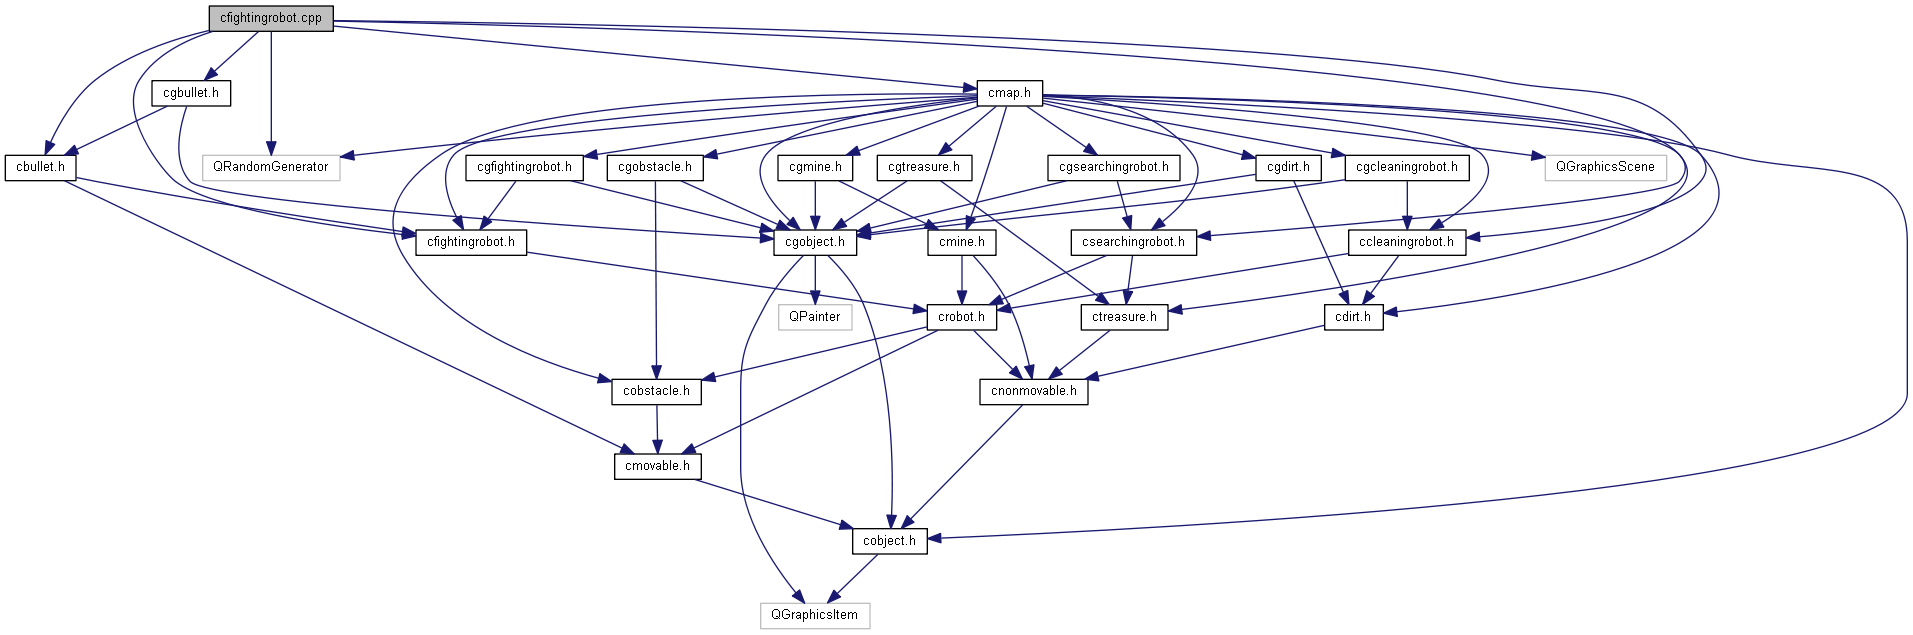 cfightingrobot.cpp
cgbullet.h
cmap.h
cbullet.h
QRandomGenerator
cgfightingrobot.h
cgobstacle.h
cgmine.h
cgtreasure.h
cgsearchingrobot.h
cgdirt.h
cgcleaningrobot.h
QGraphicsScene
cfightingrobot.h
cgobject.h
cmine.h
csearchingrobot.h
ccleaningrobot.h
QPainter
crobot.h
ctreasure.h
cdirt.h
cobstacle.h
cnonmovable.h
cmovable.h
cobject.h
QGraphicsItem